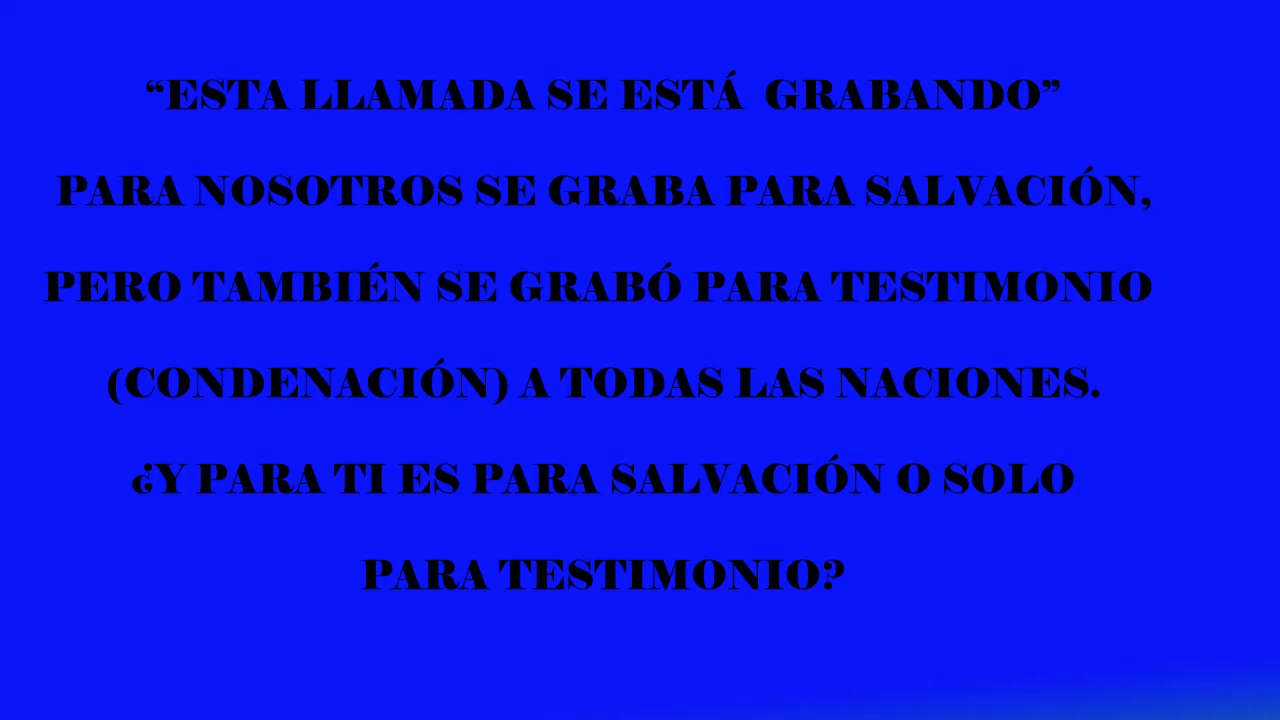 “ESTA LLAMADA SE ESTÁ GRABANDO”
PARA NOSOTROS SE GRABA PARA SALVACIÓN,
PERO TAMBIÉN SE GRABÓ PARA TESTIMONIO
(CONDENACIÓN) A TODAS LAS NACIONES.
¿Y PARA TI ES PARA SALVACIÓN O SOLO
PARA TESTIMONIO?